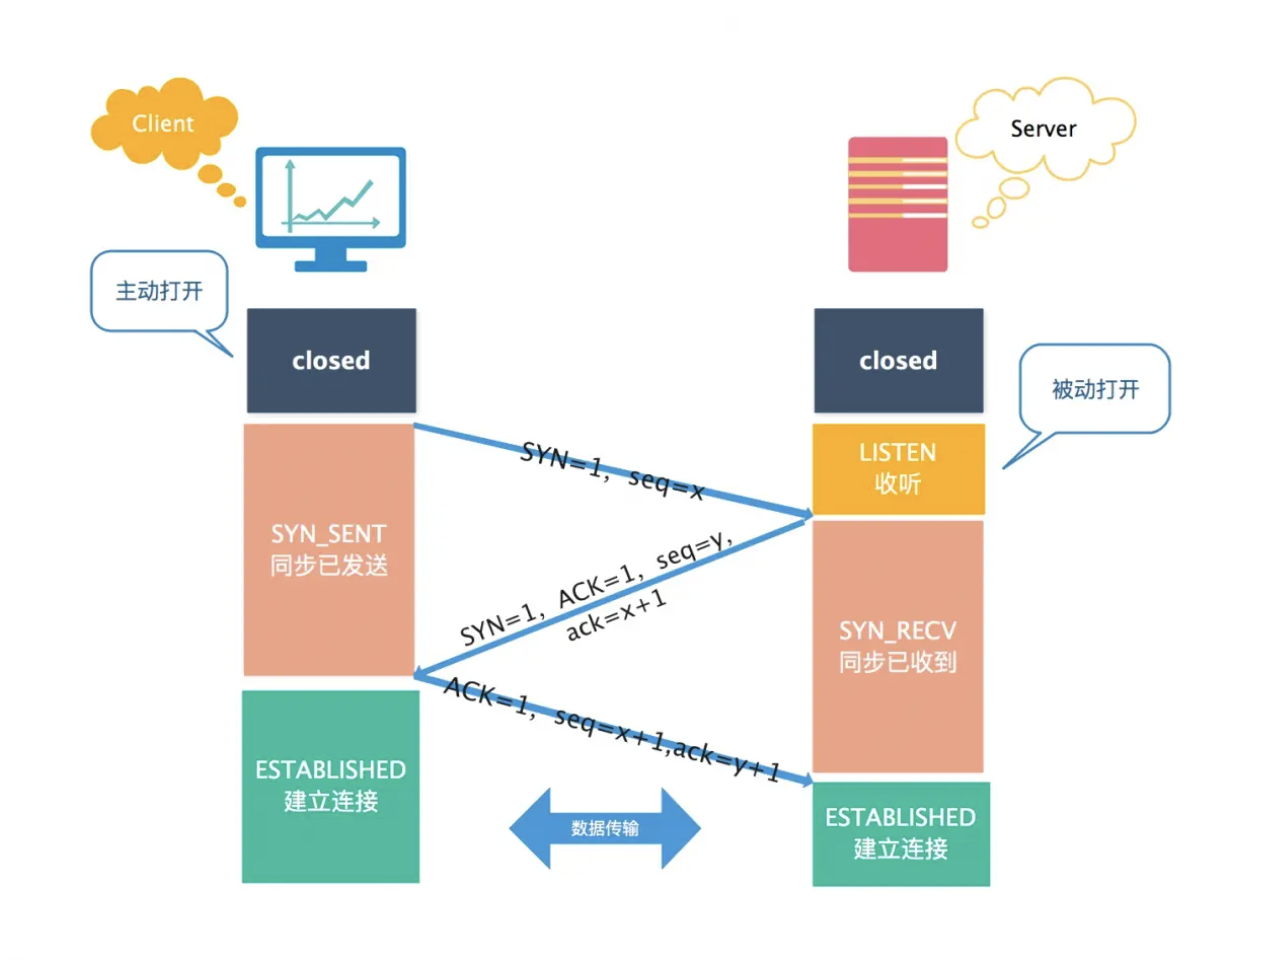 Client
Server
主动打开
closed
closed
被动打开
SYN=1, seq=x
LISTEN
收听
SYN_SENT
同步已发送
SYN=1, ACK=1, seq=y,
ack=x+1
SYN_RECV
同步已收到
ACK=1, seq=x+1,ack=y+1
ESTABLISHED
建立连接
数据传输
ESTABLISHED
建立连接